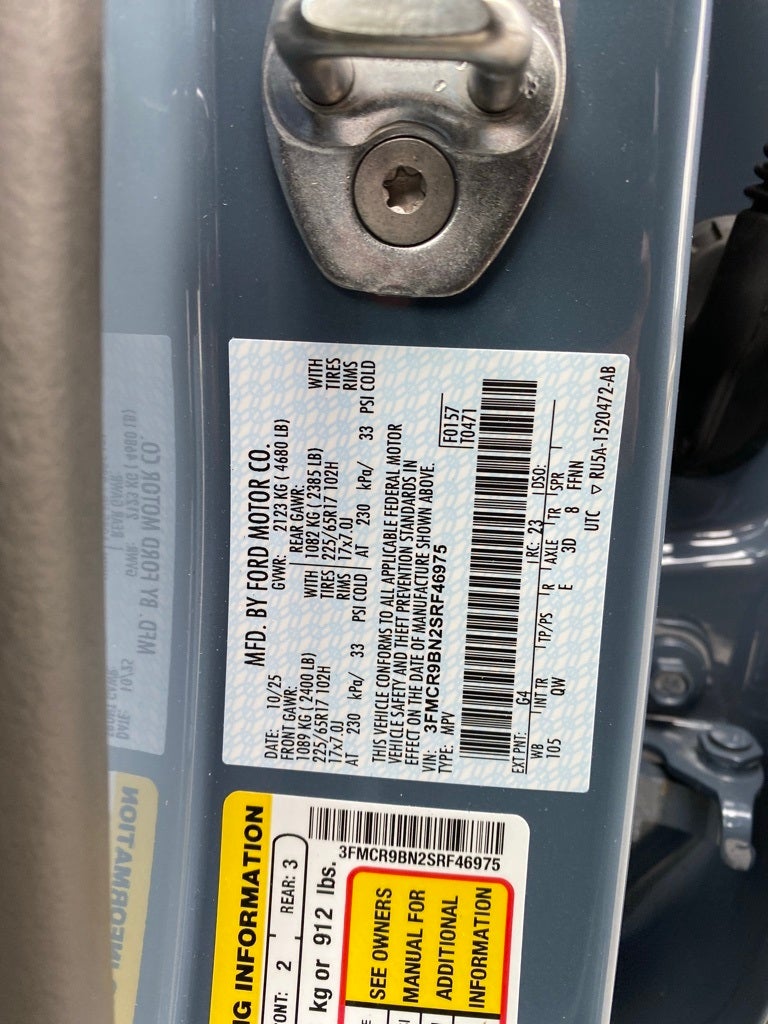 MFD. BY FORD MOTOR CO.
DATE: 10/25 GVWR: 2123 KG ( 4680 LB)
FRONT GAWR: REAR GAWR:
1089 KG ( 2400 LB) WITH 1082 KG ( 2385 LB) WITH
225/65R17 102H TIRES 225/65R17 102H TIRES
17x7.0J RIMS 17x7.0J RIMS
AT 230 kPa/ 33 PSI COLD AT 230 kPa/ 33 PSI COLD
THIS VEHICLE CONFORMS TO ALL APPLICABLE FEDERAL MOTOR
VEHICLE SAFETY AND THEFT PREVENTION STANDARDS IN
EFFECT ON THE DATE OF MANUFACTURE SHOWN ABOVE.
VIN: 3FMCR9BN2SRF46975
TYPE: MPV
F0157
T0471
EXT PNT: G4 RC: 23 DSO:
WB INT TR TP/PS R AXLE TR SPR
105 QW E 3D 8 FFNN
UTC ▽ RU5A-1520472-AB
NG INFORMATION
ONT: 2 REAR: 3
kg or 912 lbs.
3FMCR9BN2SRF46975
SEE OWNERS
MANUAL FOR
ADDITIONAL
INFORMATION